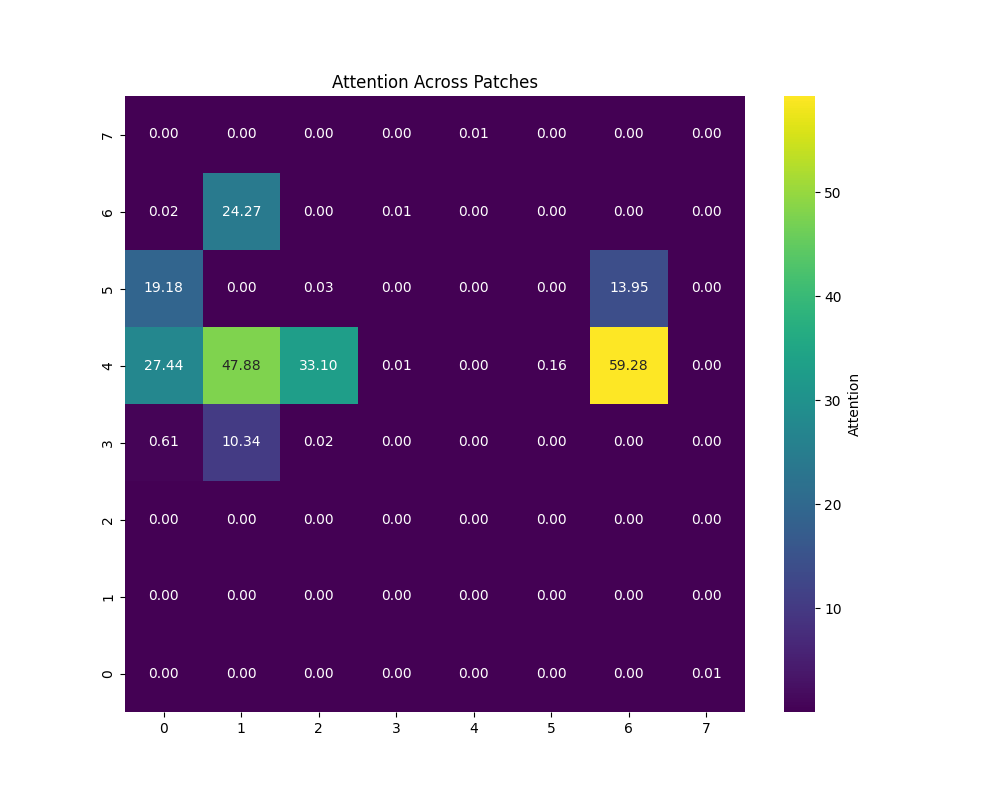 Attention Across Patches
7 0.00 0.00 0.00 0.00 0.01 0.00 0.00 0.00
6 0.02 24.27 0.00 0.01 0.00 0.00 0.00 0.00
5 19.18 0.00 0.03 0.00 0.00 0.00 13.95 0.00
4 27.44 47.88 33.10 0.01 0.00 0.16 59.28 0.00
3 0.61 10.34 0.02 0.00 0.00 0.00 0.00 0.00
2 0.00 0.00 0.00 0.00 0.00 0.00 0.00 0.00
1 0.00 0.00 0.00 0.00 0.00 0.00 0.00 0.00
0 0.00 0.00 0.00 0.00 0.00 0.00 0.00 0.01
0 1 2 3 4 5 6 7
50
40
30
20
10
Attention